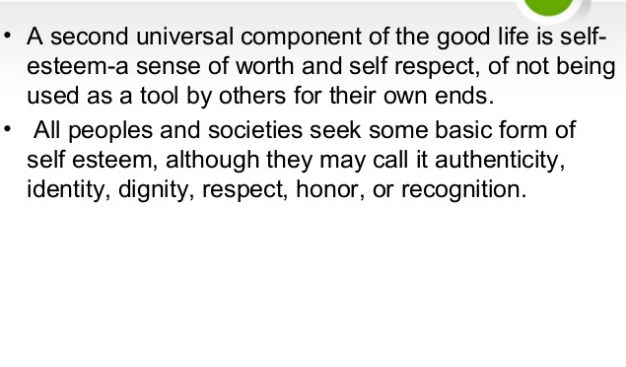 • A second universal component of the good life is self-
esteem-a sense of worth and self respect, of not being
used as a tool by others for their own ends.
• All peoples and societies seek some basic form of
self esteem, although they may call it authenticity,
identity, dignity, respect, honor, or recognition.